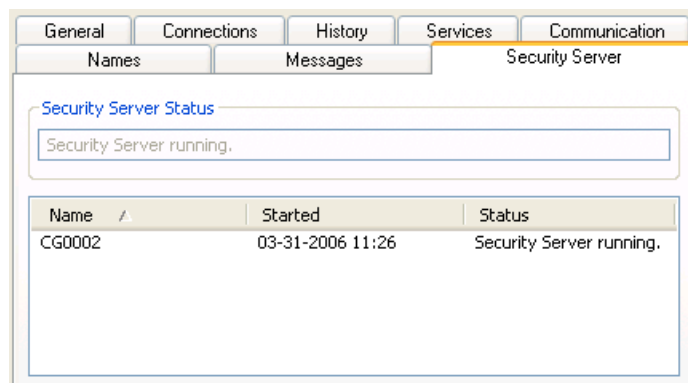 General Connections History Services Communication
Names Messages Security Server
Security Server Status
Security Server running.
Name Started Status
CG0002 03-31-2006 11:26 Security Server running.